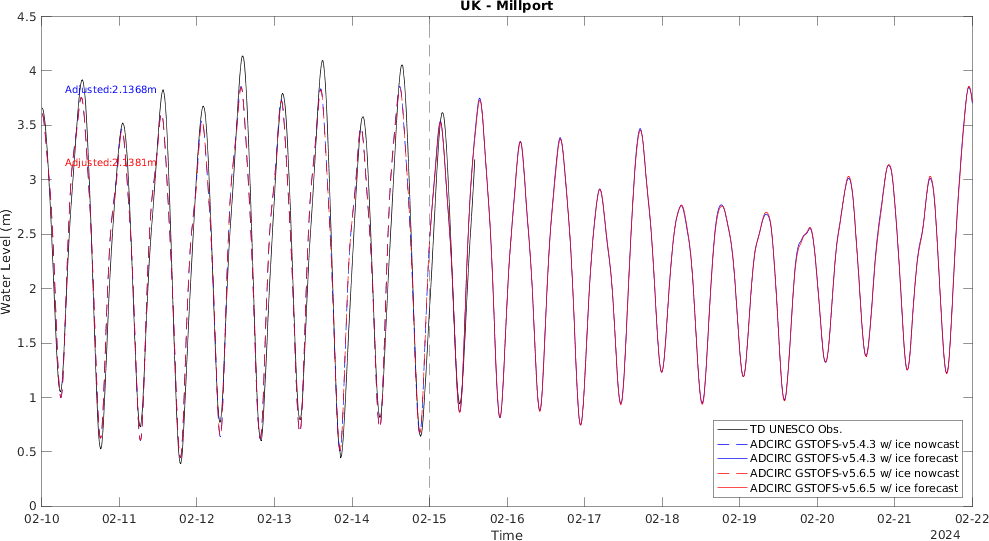 UK - Millport
4.5
4
3.5
3
2.5
2
1.5
1
0.5
0
Water Level (m)
Adjusted:2.1368m
Adjusted:2.1381m
TD UNESCO Obs.
ADCIRC GSTOFS-v5.4.3 w/ ice nowcast
ADCIRC GSTOFS-v5.4.3 w/ ice forecast
ADCIRC GSTOFS-v5.6.5 w/ ice nowcast
ADCIRC GSTOFS-v5.6.5 w/ ice forecast
02-10 02-11 02-12 02-13 02-14 02-15 02-16 02-17 02-18 02-19 02-20 02-21 02-22
Time
2024